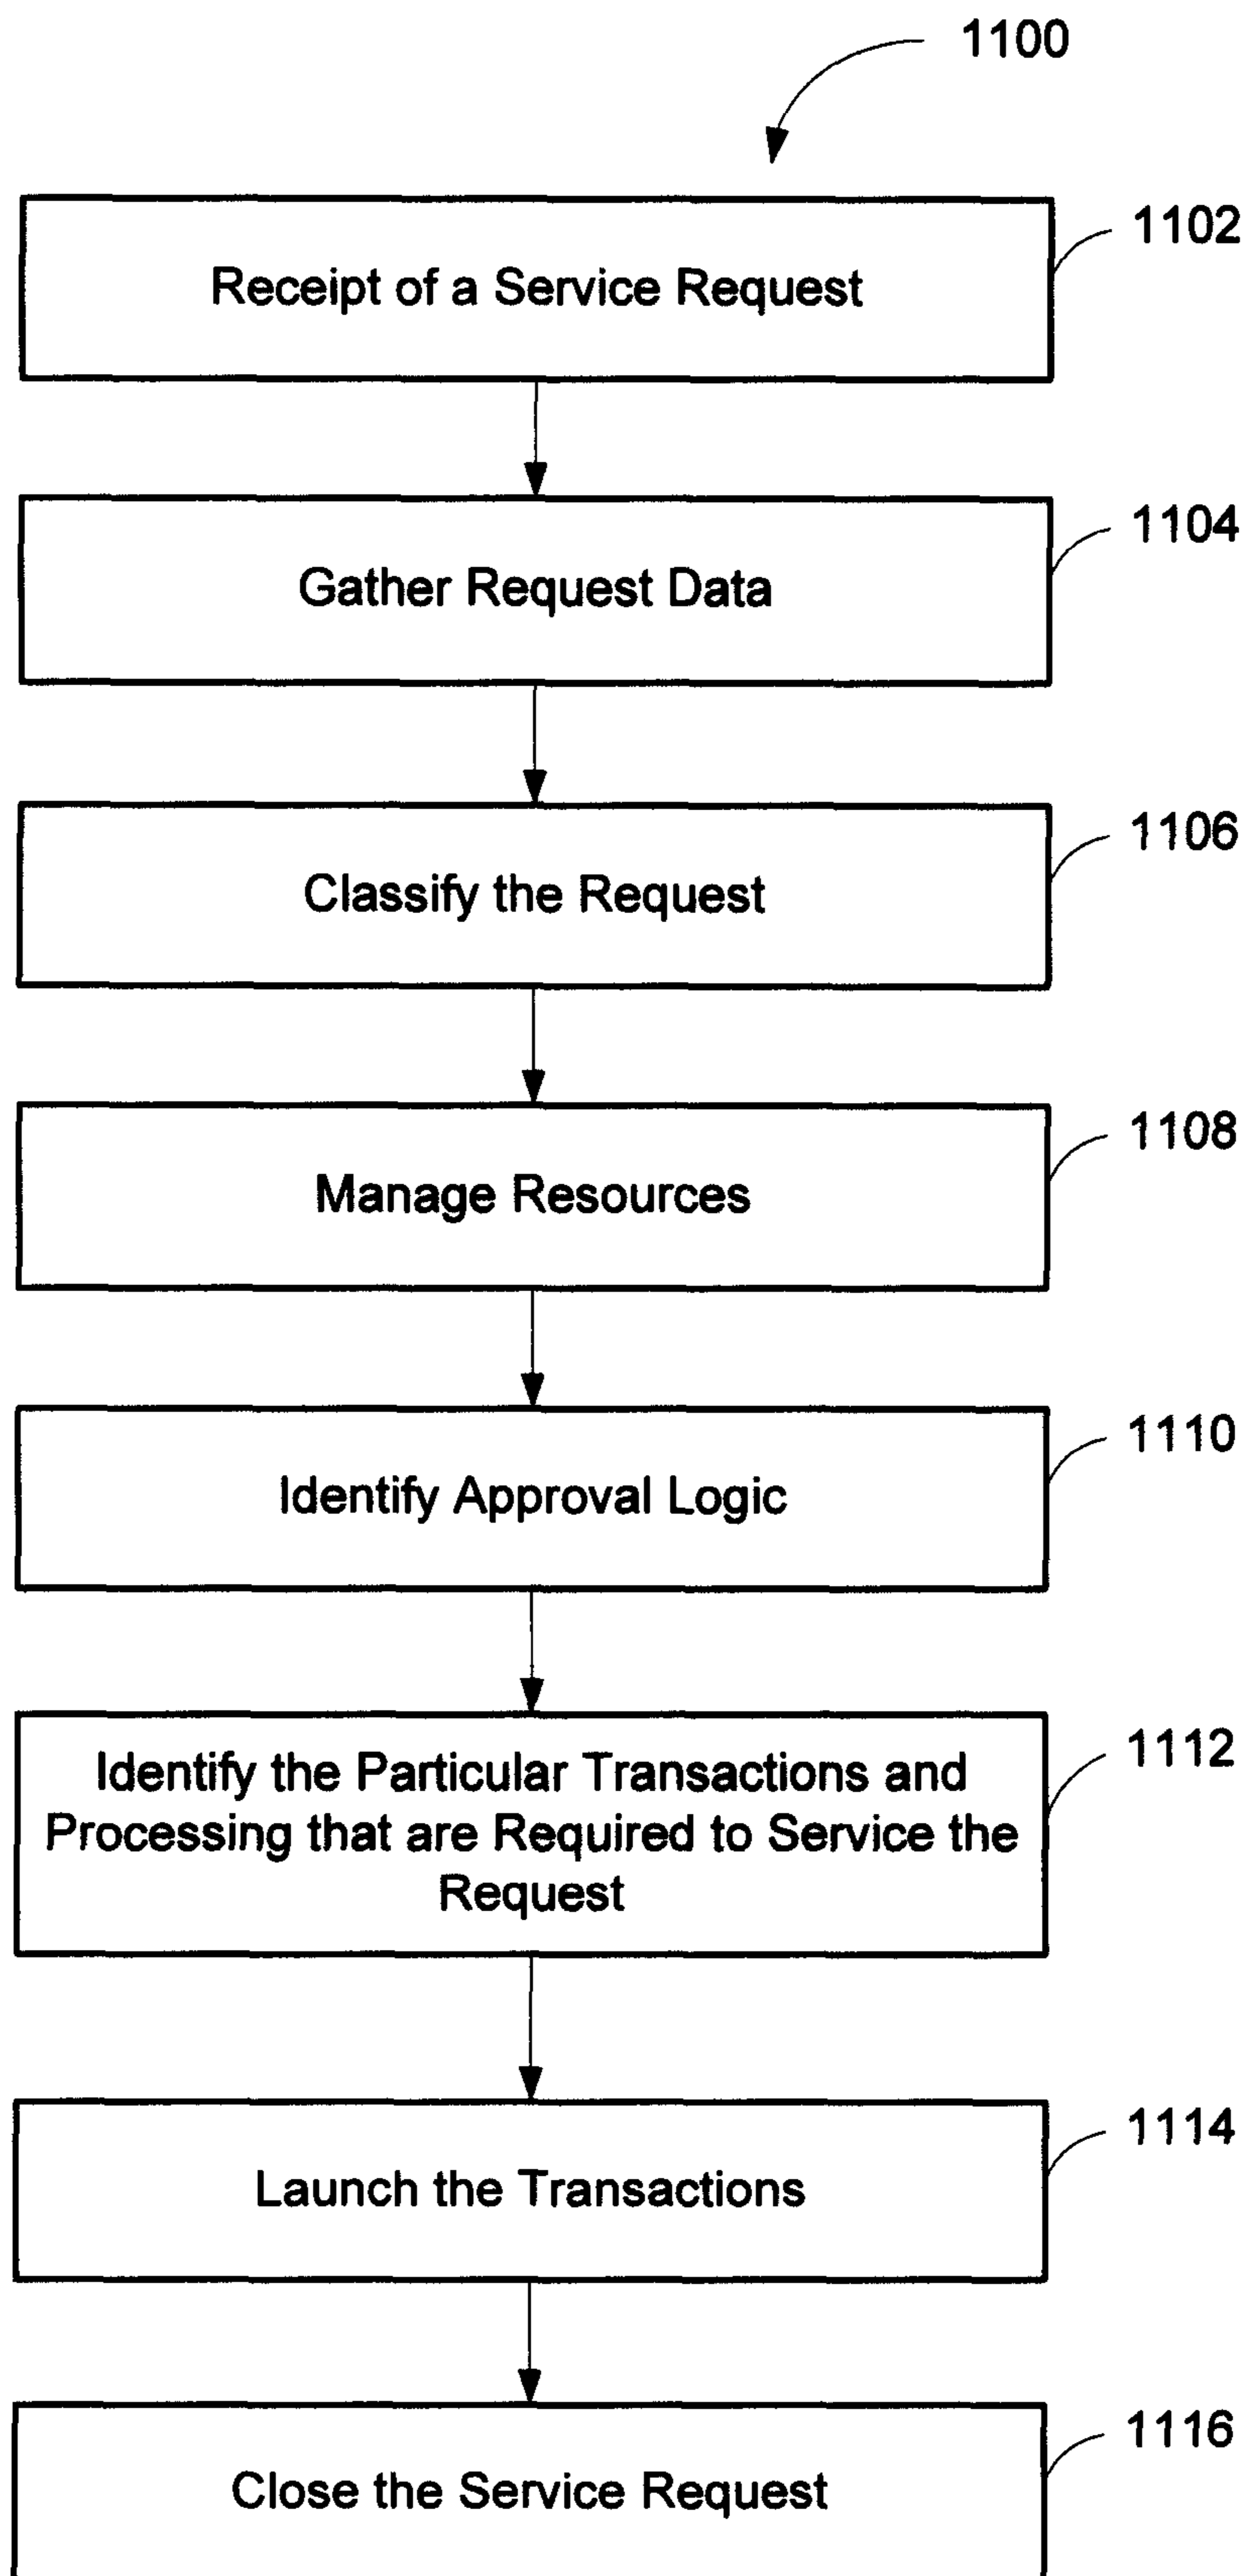 1100
Receipt of a Service Request
1102
Gather Request Data
1104
Classify the Request
1106
Manage Resources
1108
Identify Approval Logic
1110
Identify the Particular Transactions and
Processing that are Required to Service the
Request
1112
Launch the Transactions
1114
Close the Service Request
1116